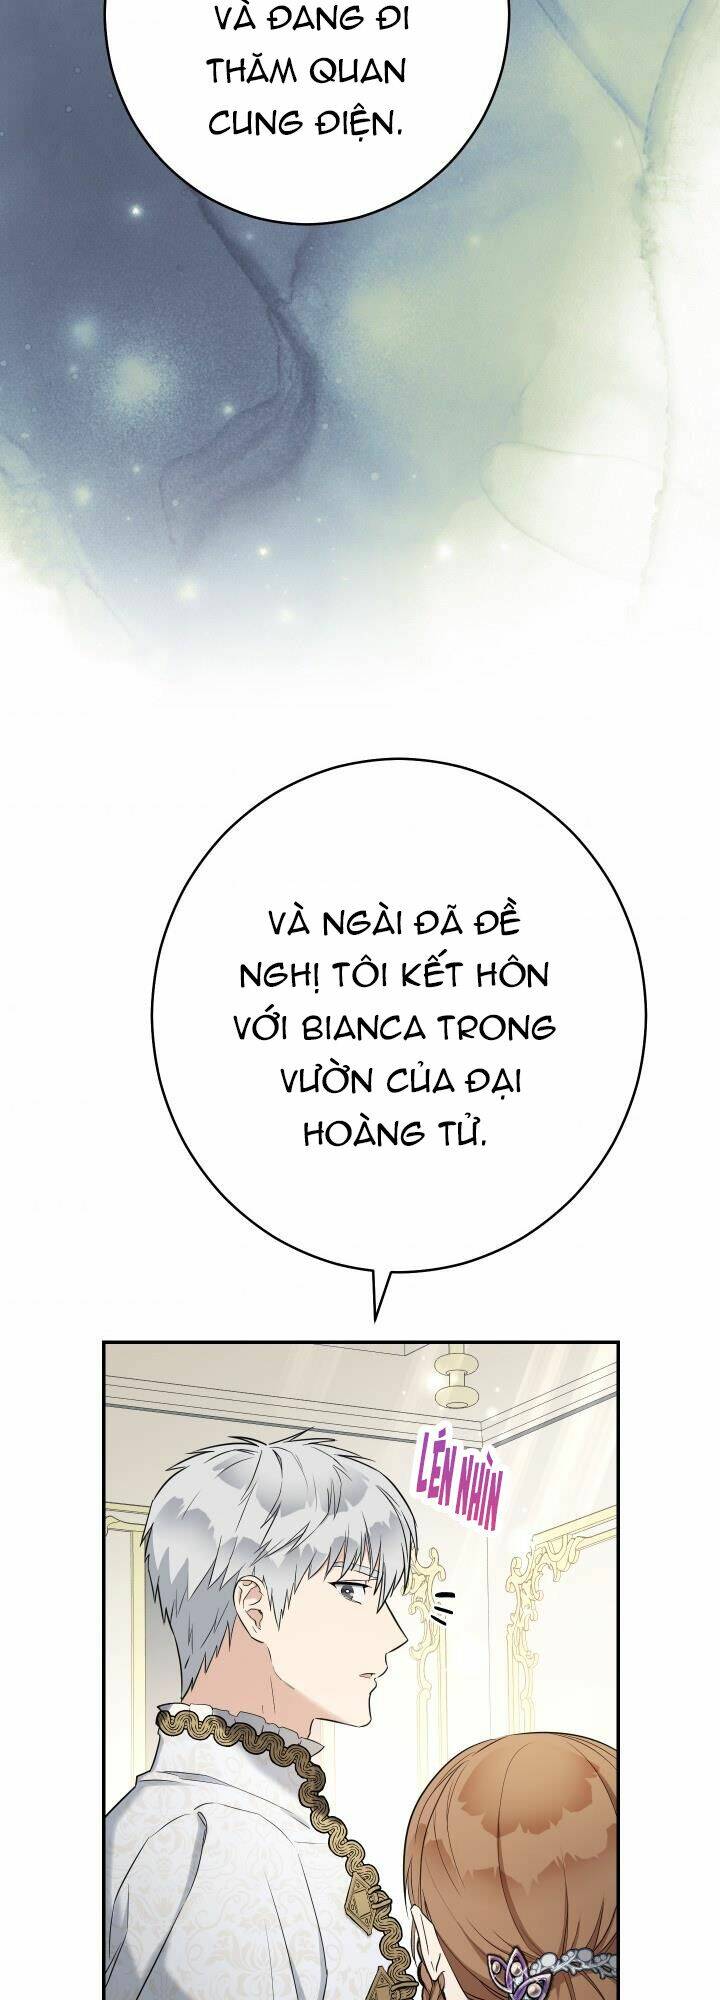 VÀ ĐANG ĐI
THĂM QUAN
CUNG ĐIỆN.
VÀ NGÀI ĐÃ ĐỀ
NGHỊ TÔI KẾT HÔN
VỚI BIANCA TRONG
VƯỜN CỦA ĐẠI
HOÀNG TỬ.
LÉN NHÌN